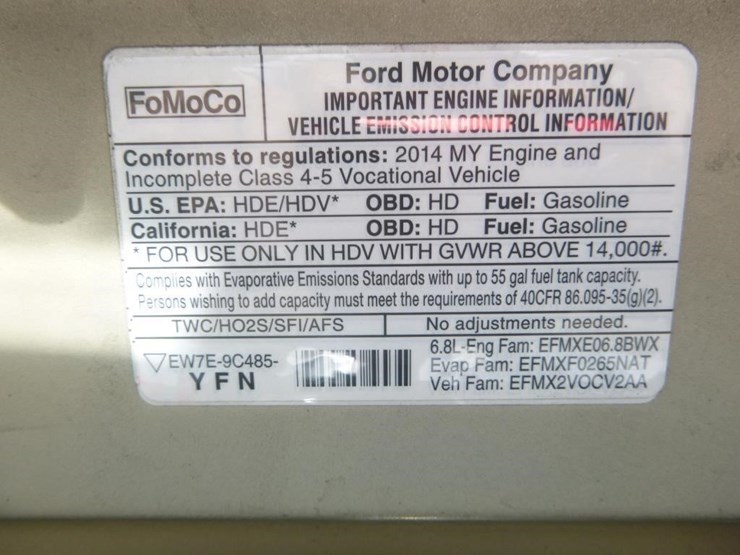 FoMoCo
Ford Motor Company
IMPORTANT ENGINE INFORMATION/
VEHICLE EMISSION CONTROL INFORMATION
Conforms to regulations: 2014 MY Engine and
Incomplete Class 4-5 Vocational Vehicle
U.S. EPA: HDE/HDV* OBD: HD Fuel: Gasoline
California: HDE* OBD: HD Fuel: Gasoline
* FOR USE ONLY IN HDV WITH GVWR ABOVE 14,000#.
Complies with Evaporative Emissions Standards with up to 55 gal fuel tank capacity.
Persons wishing to add capacity must meet the requirements of 40CFR 86.095-35(g)(2).
TWC/HO2S/SFI/AFS
No adjustments needed.
EW7E-9C485-
YFN
6.8L-Eng Fam: EFMXE06.8BWX
Evap Fam: EFMXF0265NAT
Veh Fam: EFMX2VOCV2AA